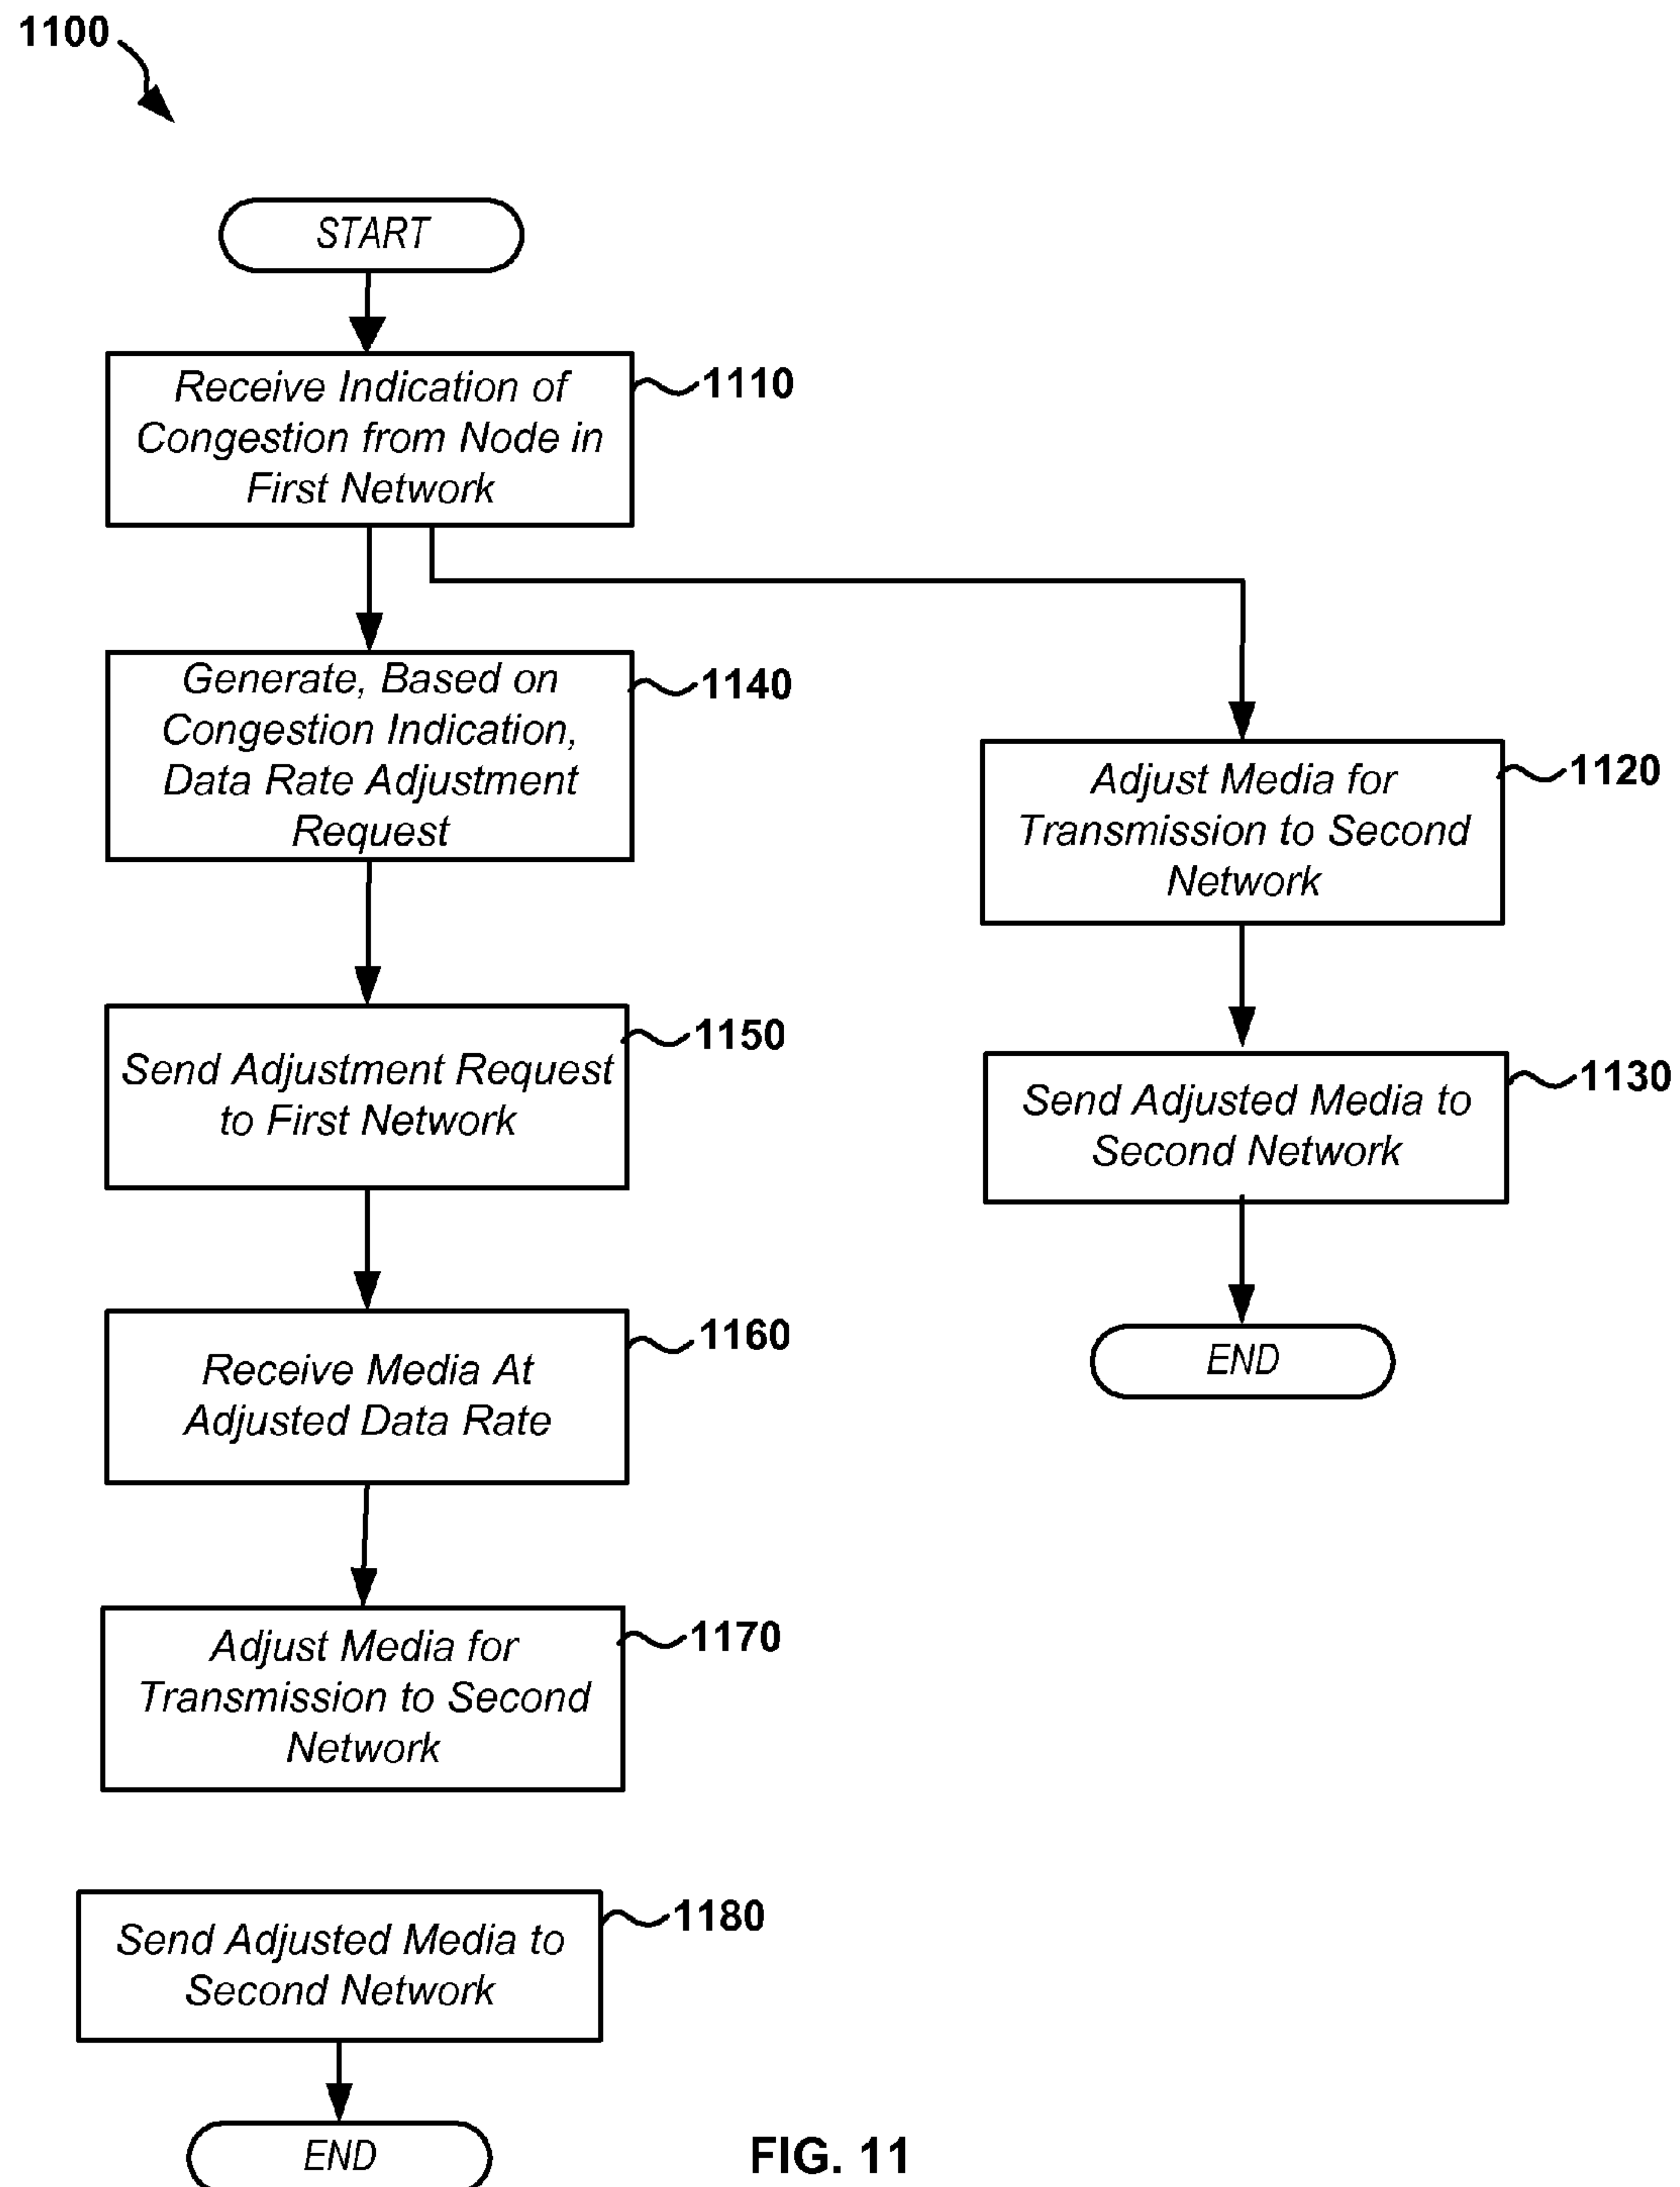 1100
START
Receive Indication of
Congestion from Node in
First Network
1110
Generate, Based on
Congestion Indication,
Data Rate Adjustment
Request
1140
Adjust Media for
Transmission to Second
Network
1120
Send Adjustment Request
to First Network
1150
Send Adjusted Media to
Second Network
1130
Receive Media At
Adjusted Data Rate
1160
END
Adjust Media for
Transmission to Second
Network
1170
Send Adjusted Media to
Second Network
1180
END
FIG. 11